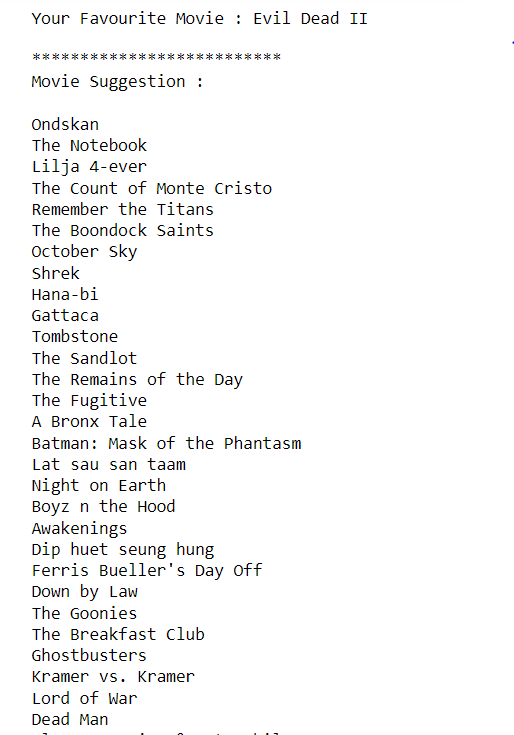 Your Favourite Movie : Evil Dead II
**************************
Movie Suggestion :
Ondskan
The Notebook
Lilja 4-ever
The Count of Monte Cristo
Remember the Titans
The Boondock Saints
October Sky
Shrek
Hana-bi
Gattaca
Tombstone
The Sandlot
The Remains of the Day
The Fugitive
A Bronx Tale
Batman: Mask of the Phantasm
Lat sau san taam
Night on Earth
Boyz n the Hood
Awakenings
Dip huet seung hung
Ferris Bueller's Day Off
Down by Law
The Goonies
The Breakfast Club
Ghostbusters
Kramer vs. Kramer
Lord of War
Dead Man